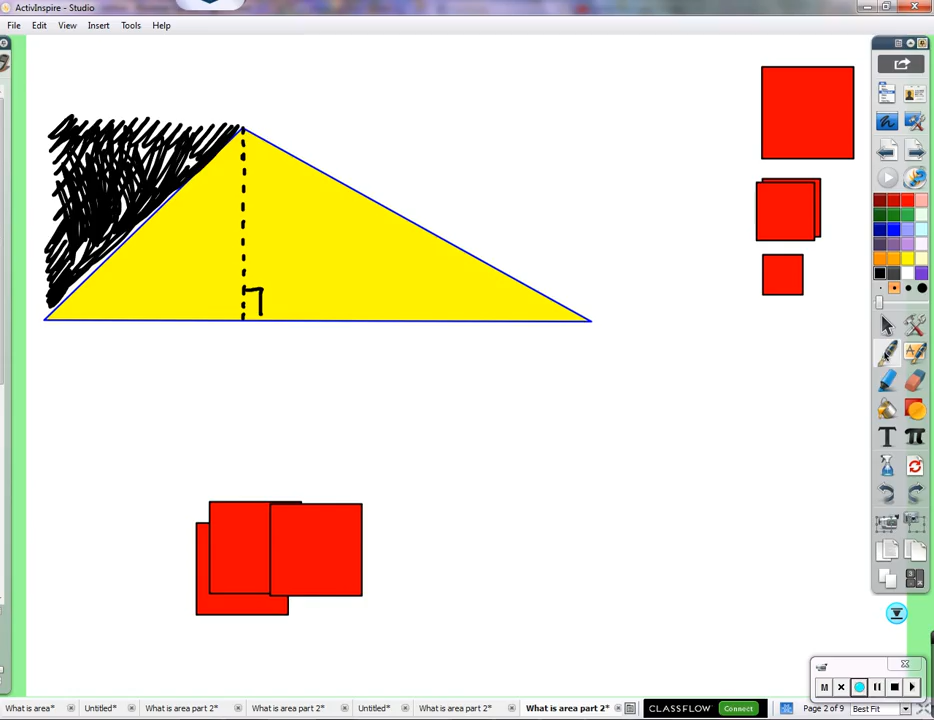 ActivInspire - Studio
File Edit View Insert Tools Help
T π
What is area* Untitled* What is area part 2* What is area part 2* Untitled* What is area part 2* What is area part 2* CLASSFLOW Connect Page 2 of 9 Best Fit
M